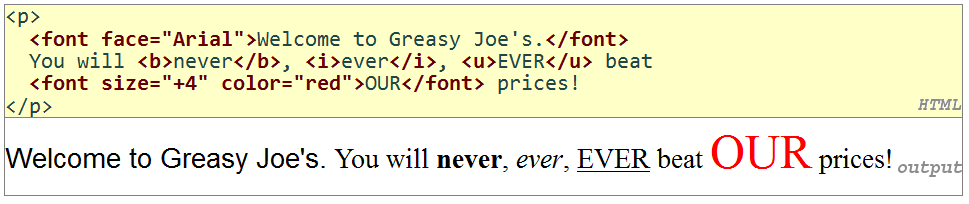 <p>
  <font face="Arial">Welcome to Greasy Joe's.</font>
  You will <b>never</b>, <i>ever</i>, <u>EVER</u> beat
  <font size="+4" color="red">OUR</font> prices!
</p>
HTML
Welcome to Greasy Joe's. You will never, ever, EVER beat OUR prices!
output